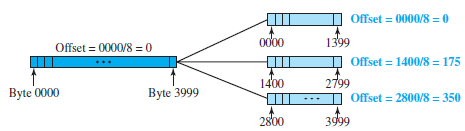 Offset = 0000/8 = 0
0000 1399
Offset = 0000/8 = 0
Offset = 1400/8 = 175
Byte 0000 Byte 3999
1400 2799
Offset = 2800/8 = 350
2800 3999